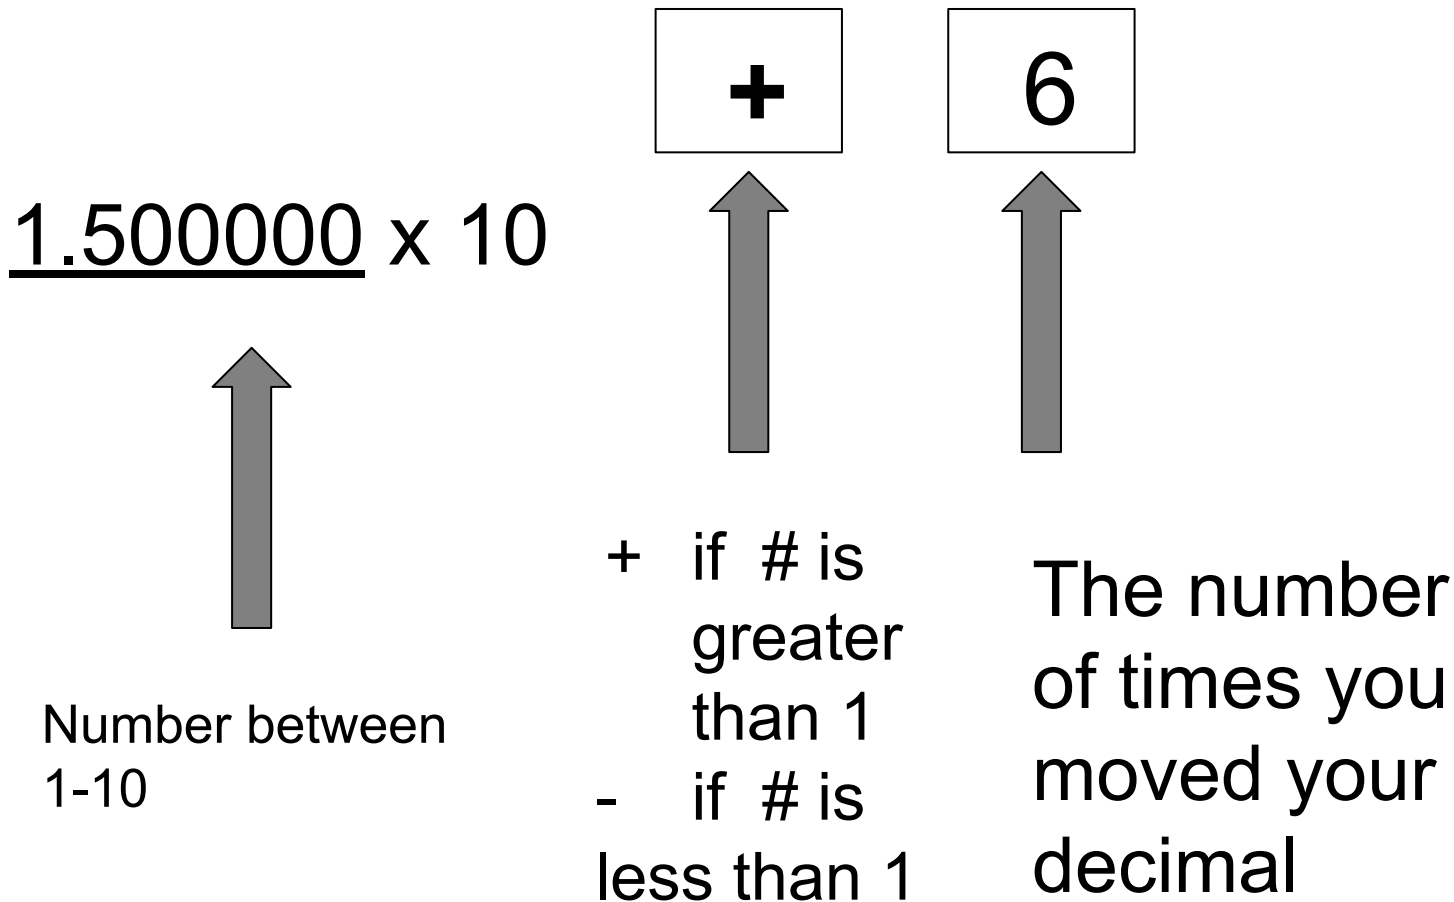 + 6
1.500000 x 10
Number between
1-10
+ if # is
greater
than 1
- if # is
less than 1
The number
of times you
moved your
decimal